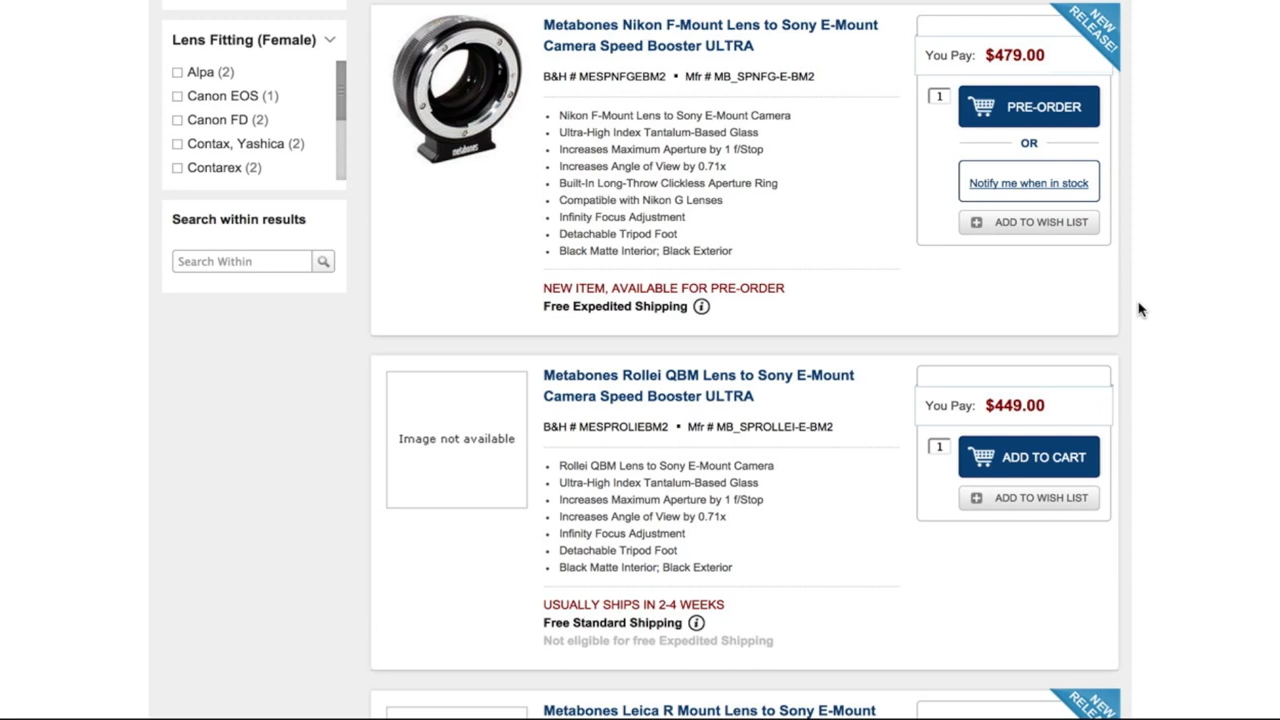 Lens Fitting (Female)
Alpa (2)
Canon EOS (1)
Canon FD (2)
Contax, Yashica (2)
Contarex (2)
Search within results
Search Within
metabones
Metabones Nikon F-Mount Lens to Sony E-Mount
Camera Speed Booster ULTRA
B&H # MESPNFGEBM2 ▪ Mfr # MB_SPNFG-E-BM2
• Nikon F-Mount Lens to Sony E-Mount Camera
• Ultra-High Index Tantalum-Based Glass
• Increases Maximum Aperture by 1 f/Stop
• Increases Angle of View by 0.71x
• Built-In Long-Throw Clickless Aperture Ring
• Compatible with Nikon G Lenses
• Infinity Focus Adjustment
• Detachable Tripod Foot
• Black Matte Interior; Black Exterior
NEW ITEM, AVAILABLE FOR PRE-ORDER
Free Expedited Shipping i
NEW
RELEASE!
You Pay: $479.00
1 PRE-ORDER
OR
Notify me when in stock
ADD TO WISH LIST
Image not available
Metabones Rollei QBM Lens to Sony E-Mount
Camera Speed Booster ULTRA
B&H # MESPROLIEBM2 ▪ Mfr # MB_SPROLLEI-E-BM2
• Rollei QBM Lens to Sony E-Mount Camera
• Ultra-High Index Tantalum-Based Glass
• Increases Maximum Aperture by 1 f/Stop
• Increases Angle of View by 0.71x
• Infinity Focus Adjustment
• Detachable Tripod Foot
• Black Matte Interior; Black Exterior
USUALLY SHIPS IN 2-4 WEEKS
Free Standard Shipping i
Not eligible for free Expedited Shipping
You Pay: $449.00
1 ADD TO CART
ADD TO WISH LIST
Metabones Leica R Mount Lens to Sony E-Mount
NEW